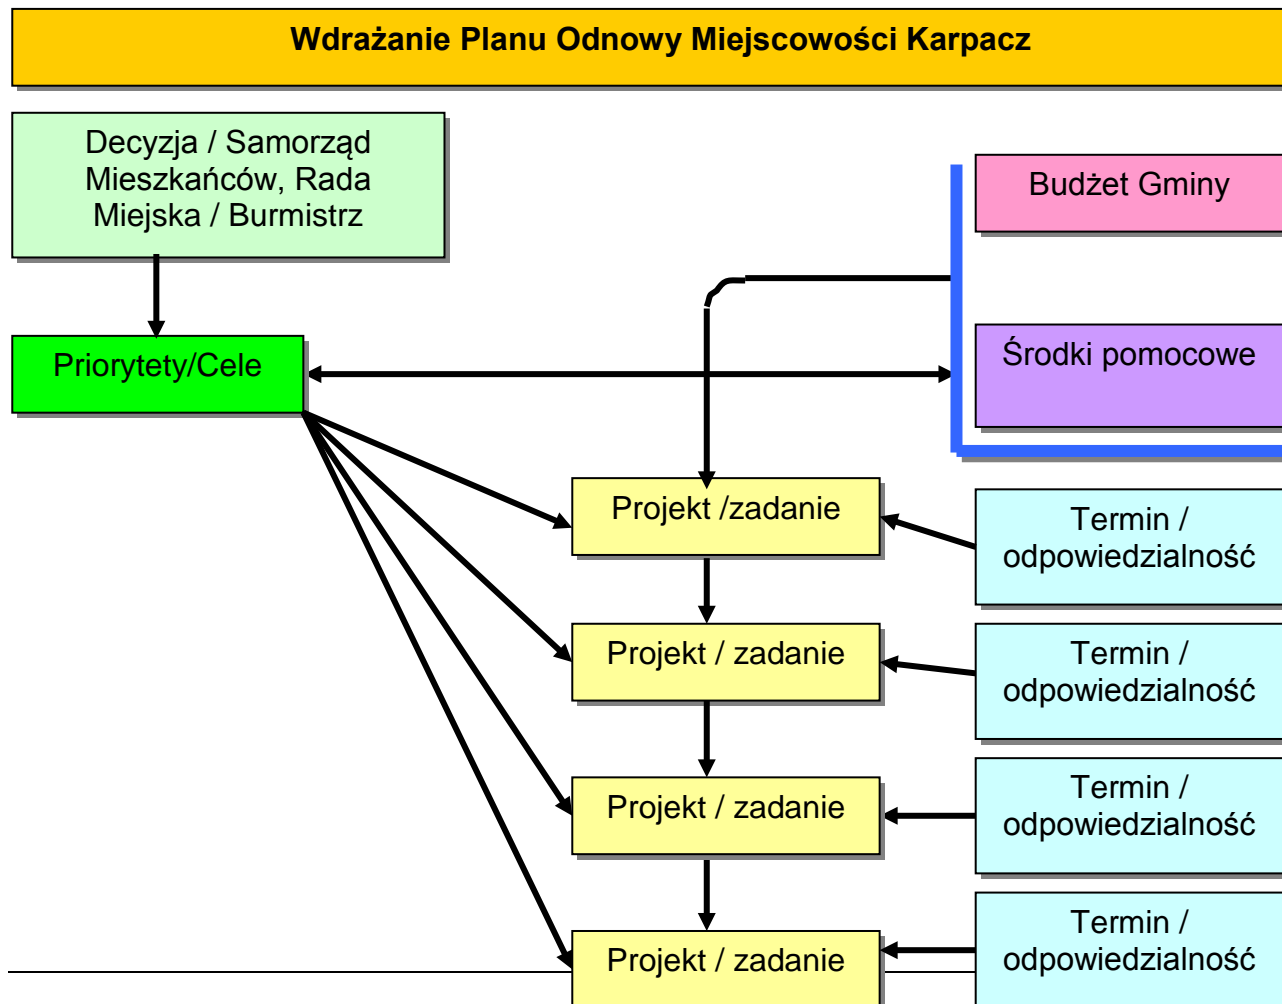 Wdrażanie Planu Odnowy Miejscowości Karpacz
Decyzja / Samorząd
Mieszkańców, Rada
Miejska / Burmistrz
Budżet Gminy
Priorytety/Cele
Środki pomocowe
Projekt /zadanie
Termin /
odpowiedzialność
Projekt / zadanie
Termin /
odpowiedzialność
Projekt / zadanie
Termin /
odpowiedzialność
Projekt / zadanie
Termin /
odpowiedzialność